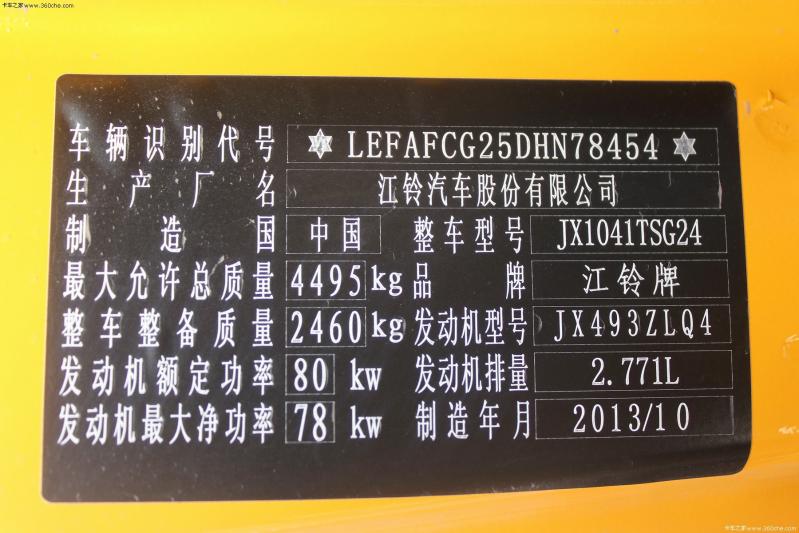 卡车之家 www.360che.com
车辆识别代号 LEFAFCG25DHN78454
生产厂名 江铃汽车股份有限公司
制造国 中国 整车型号 JX1041TSG24
最大允许总质量 4495 kg 品牌 江铃牌
整车整备质量 2460 kg 发动机型号 JX493ZLQ4
发动机额定功率 80 kw 发动机排量 2.771L
发动机最大净功率 78 kw 制造年月 2013/10
卡车之家 www.360che.com